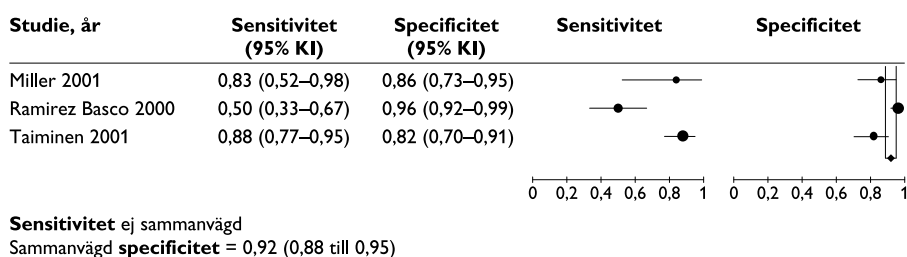 Studie, år Sensitivitet Specificitet Sensitivitet Specificitet
(95% KI) (95% KI)
Miller 2001 0,83 (0,52–0,98) 0,86 (0,73–0,95)
Ramirez Basco 2000 0,50 (0,33–0,67) 0,96 (0,92–0,99)
Taiminen 2001 0,88 (0,77–0,95) 0,82 (0,70–0,91)
0 0,2 0,4 0,6 0,8 1 0 0,2 0,4 0,6 0,8 1
Sensitivitet ej sammanvägd
Sammanvägd specificitet = 0,92 (0,88 till 0,95)